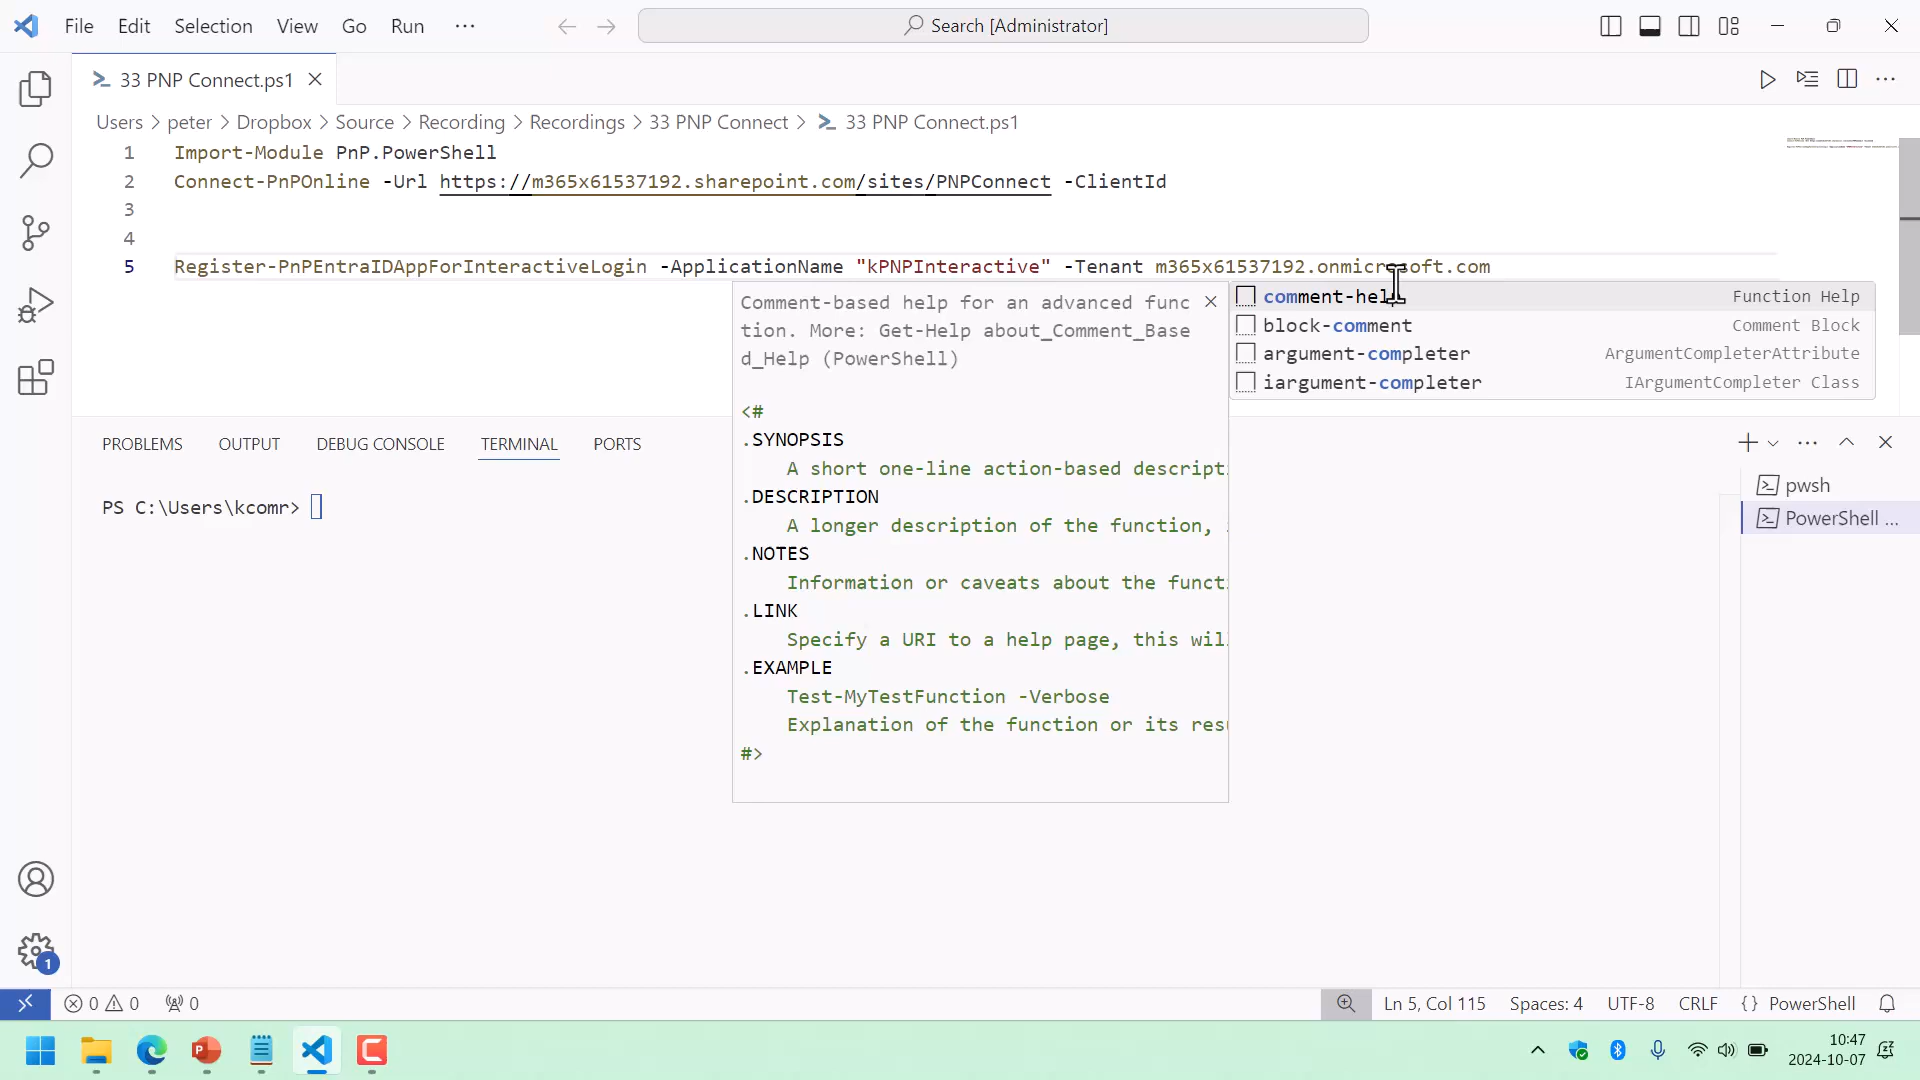 File Edit Selection View Go Run ··· Search [Administrator]
33 PNP Connect.ps1
Users > peter > Dropbox > Source > Recording > Recordings > 33 PNP Connect > 33 PNP Connect.ps1
1 Import-Module PnP.PowerShell
2 Connect-PnPOnline -Url https://m365x61537192.sharepoint.com/sites/PNPConnect -ClientId
3
4
5 Register-PnPEntraIDAppForInteractiveLogin -ApplicationName "kPNPInteractive" -Tenant m365x61537192.onmicrosoft.com
comment-help Function Help
block-comment Comment Block
argument-completer ArgumentCompleterAttribute
iargument-completer IArgumentCompleter Class
Comment-based help for an advanced func
tion. More: Get-Help about_Comment_Base
d_Help (PowerShell)
<#
.SYNOPSIS
A short one-line action-based descript
.DESCRIPTION
A longer description of the function,
.NOTES
Information or caveats about the funct
.LINK
Specify a URI to a help page, this wil
.EXAMPLE
Test-MyTestFunction -Verbose
Explanation of the function or its res
#>
PROBLEMS OUTPUT DEBUG CONSOLE TERMINAL PORTS
PS C:\Users\kcomr>
pwsh
PowerShell ...
1
0 0 0 Ln 5, Col 115 Spaces: 4 UTF-8 CRLF {} PowerShell
10:47
2024-10-07